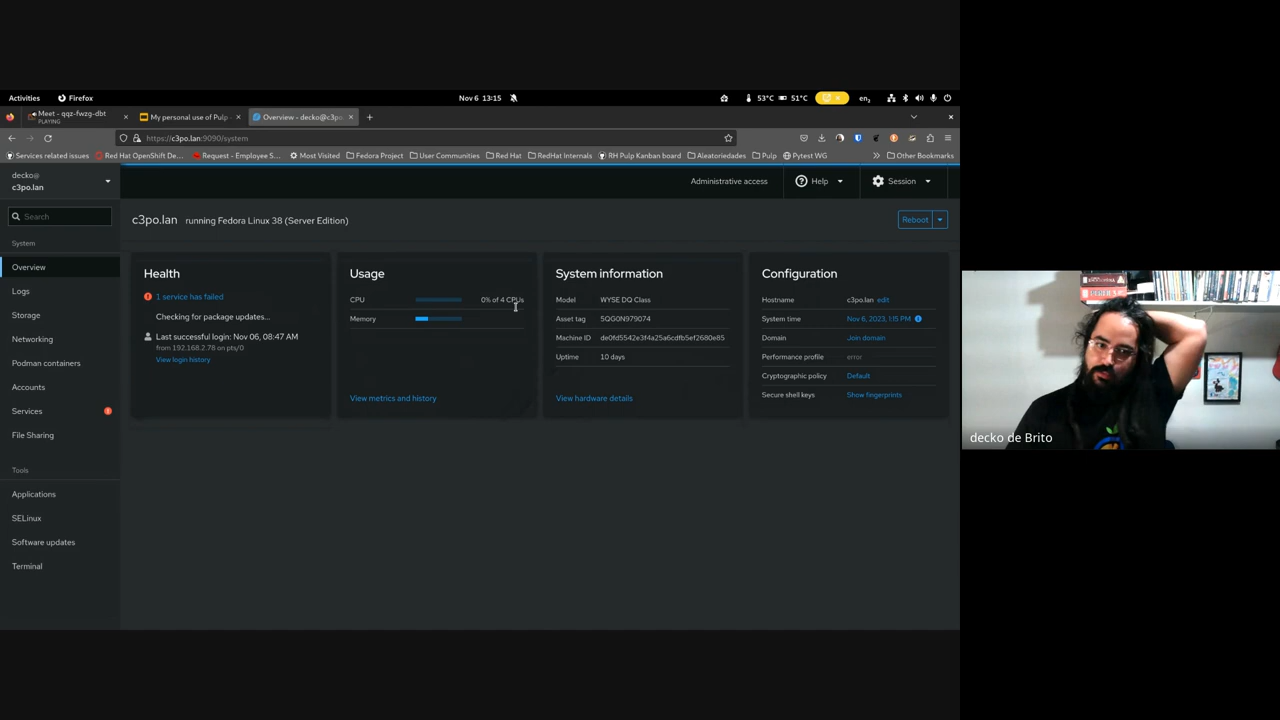 Activities
Firefox
Nov 6 13:15
53°C
51°C
en₂
Meet - qqz-fwzg-dbt
PLAYING
My personal use of Pulp -
Overview - decko@c3po.
https://c3po.lan:9090/system
Services related issues
Red Hat OpenShift De...
Request - Employee S...
Most Visited
Fedora Project
User Communities
Red Hat
RedHat Internals
RH Pulp Kanban board
Aleatoriedades
Pulp
Pytest WG
Other Bookmarks
decko@
c3po.lan
Administrative access
Help
Session
Search
c3po.lan running Fedora Linux 38 (Server Edition)
Reboot
System
Overview
Logs
Storage
Networking
Podman containers
Accounts
Services
File Sharing
Tools
Applications
SELinux
Software updates
Terminal
Health
1 service has failed
Checking for package updates...
Last successful login: Nov 06, 08:47 AM
from 192.168.2.78 on pts/0
View login history
Usage
CPU 0% of 4 CPUs
Memory
View metrics and history
System information
Model WYSE DQ Class
Asset tag 5QG0N979074
Machine ID de0fd5542e3f4a25a6cdfb5ef2680e85
Uptime 10 days
View hardware details
Configuration
Hostname c3po.lan edit
System time Nov 6, 2023, 1:15 PM
Domain Join domain
Performance profile error
Cryptographic policy Default
Secure shell keys Show fingerprints
decko de Brito